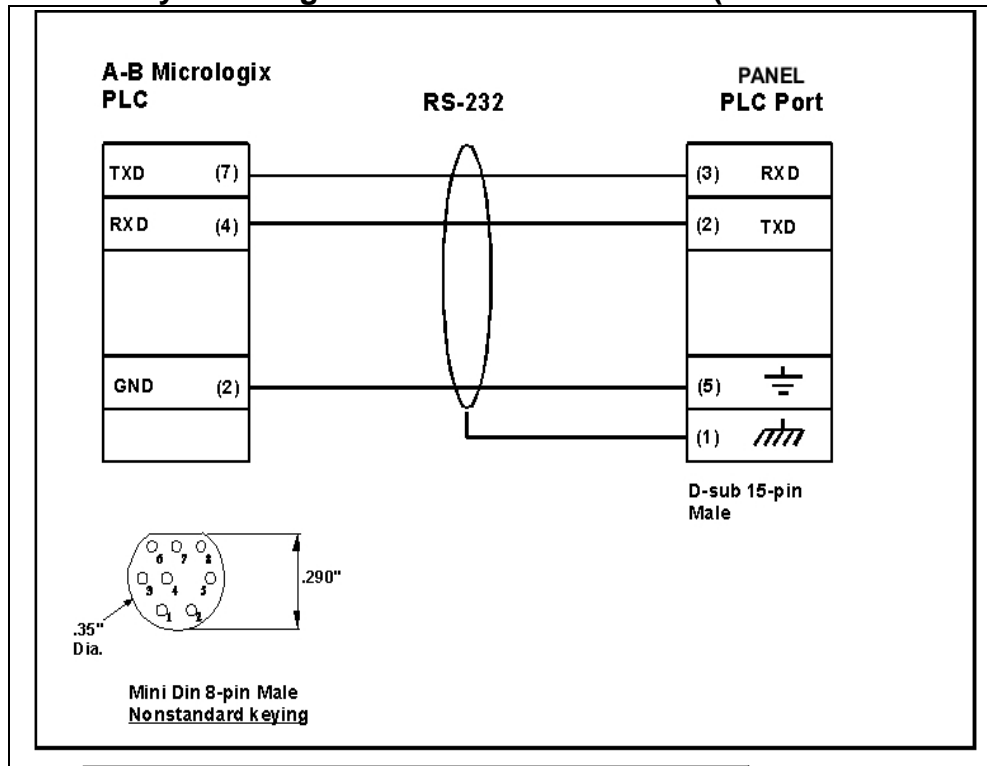 A-B Micrologix
PLC
RS-232
PANEL
PLC Port
TXD (7)
(3) RXD
RXD (4)
(2) TXD
GND (2)
(5)
(1)
D-sub 15-pin
Male
6 7 8
3 4 5
1 2
.290"
.35"
Dia.
Mini Din 8-pin Male
Nonstandard keying